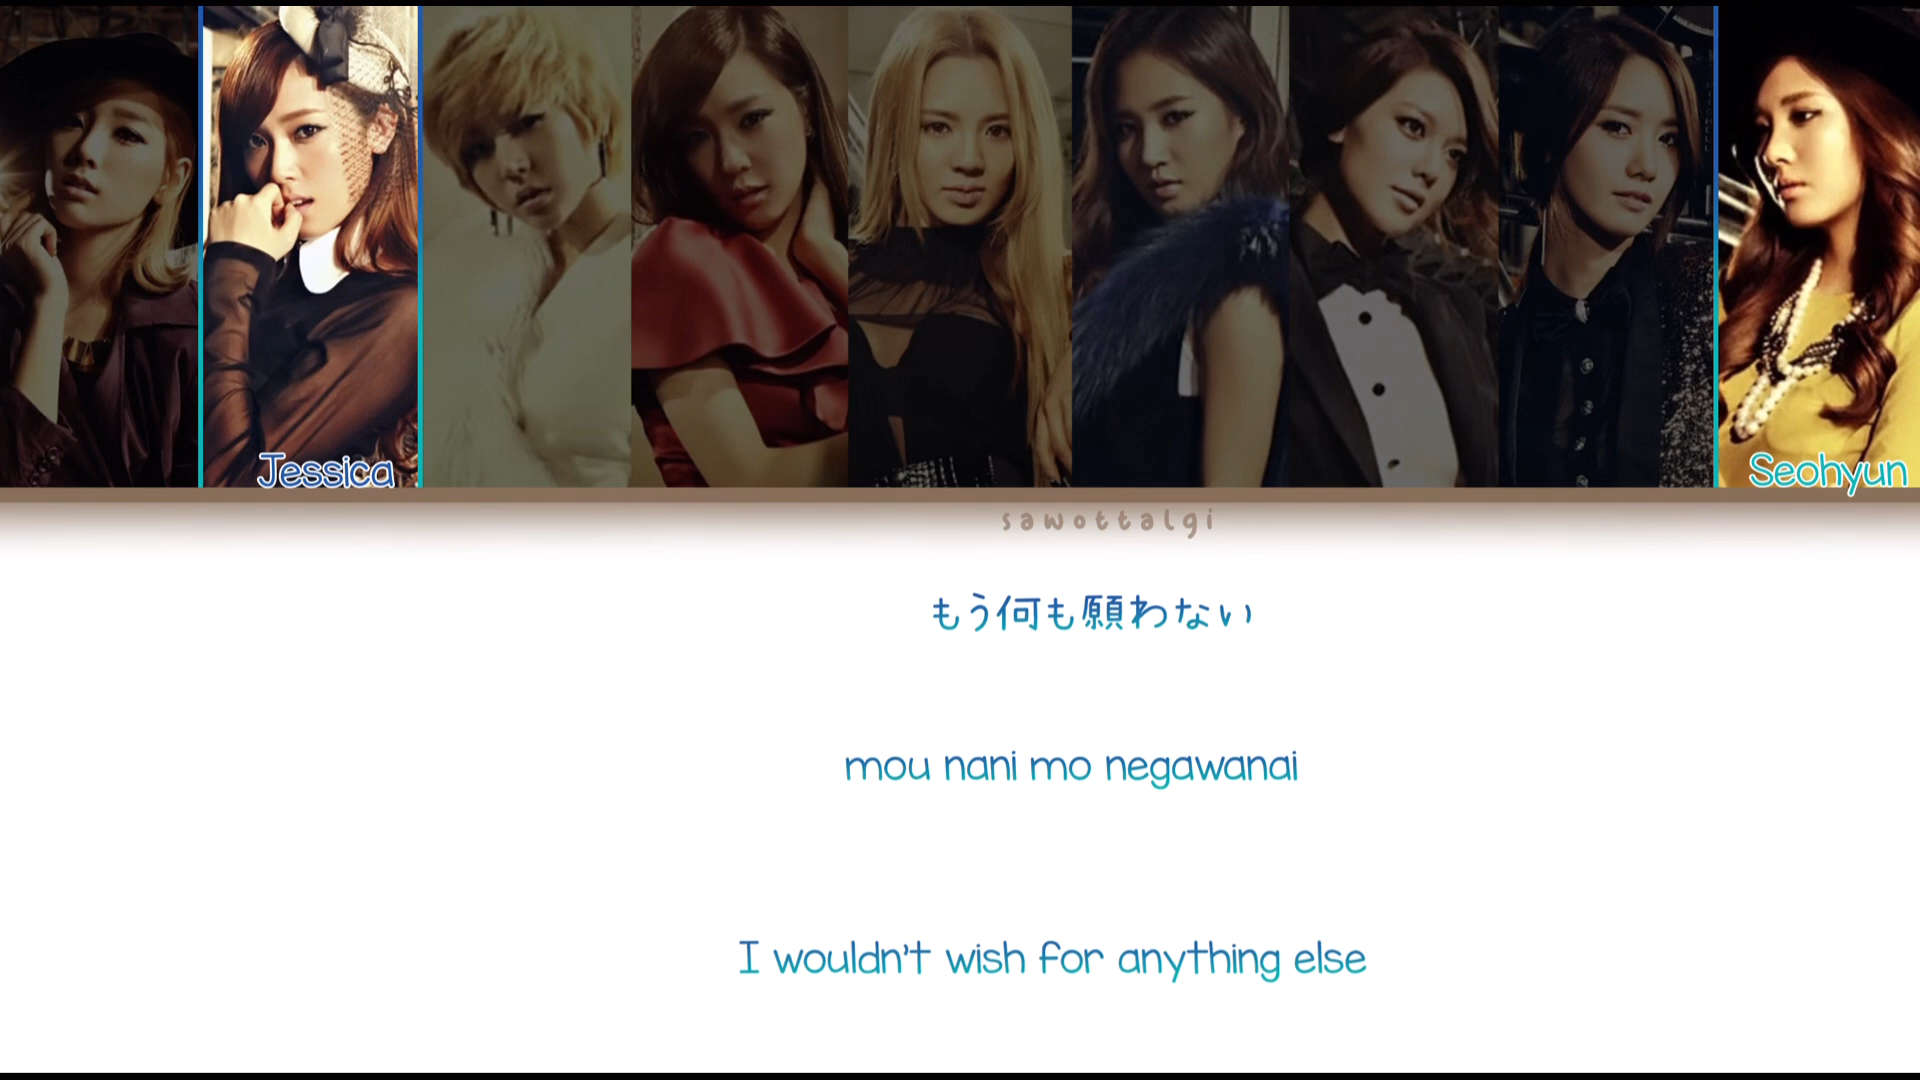 Jessica
Seohyun
sawottalgi
もう何も願わない
mou nani mo negawanai
I wouldn't wish for anything else